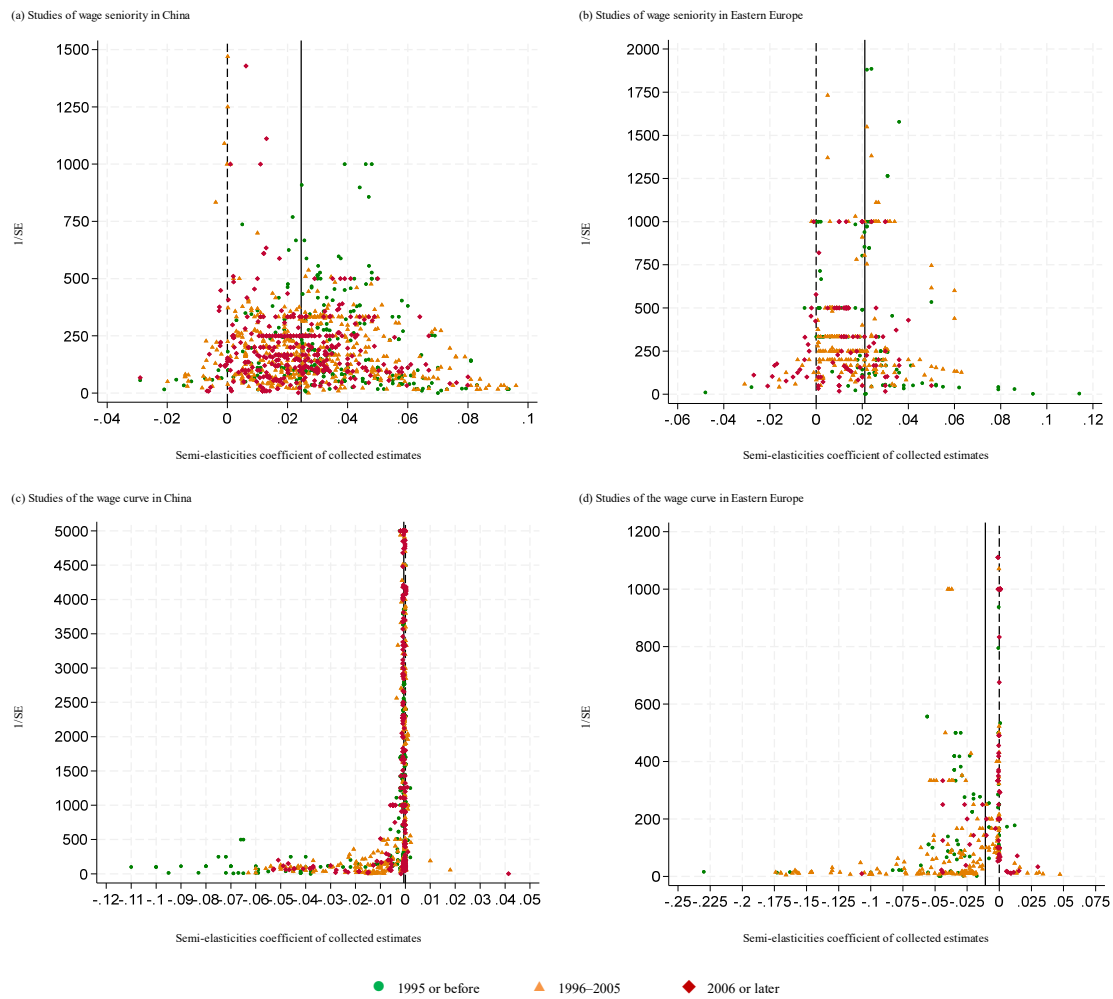 (a) Studies of wage seniority in China
(b) Studies of wage seniority in Eastern Europe
1500
1250
1000
750
500
250
0
1/SE
-.04 -.02 0 .02 .04 .06 .08 .1
Semi-elasticities coefficient of collected estimates
2000
1750
1500
1250
1000
750
500
250
0
1/SE
-.06 -.04 -.02 0 .02 .04 .06 .08 .1 .12
Semi-elasticities coefficient of collected estimates
(c) Studies of the wage curve in China
(d) Studies of the wage curve in Eastern Europe
5000
4500
4000
3500
3000
2500
2000
1500
1000
500
0
1/SE
-.12-.11-.1-.09-.08-.07-.06-.05-.04-.03-.02-.01 0 .01 .02 .03 .04 .05
Semi-elasticities coefficient of collected estimates
1200
1000
800
600
400
200
0
1/SE
-.25-.225-.2-.175-.15-.125-.1-.075-.05-.025 0 .025 .05 .075
Semi-elasticities coefficient of collected estimates
1995 or before 1996–2005 2006 or later